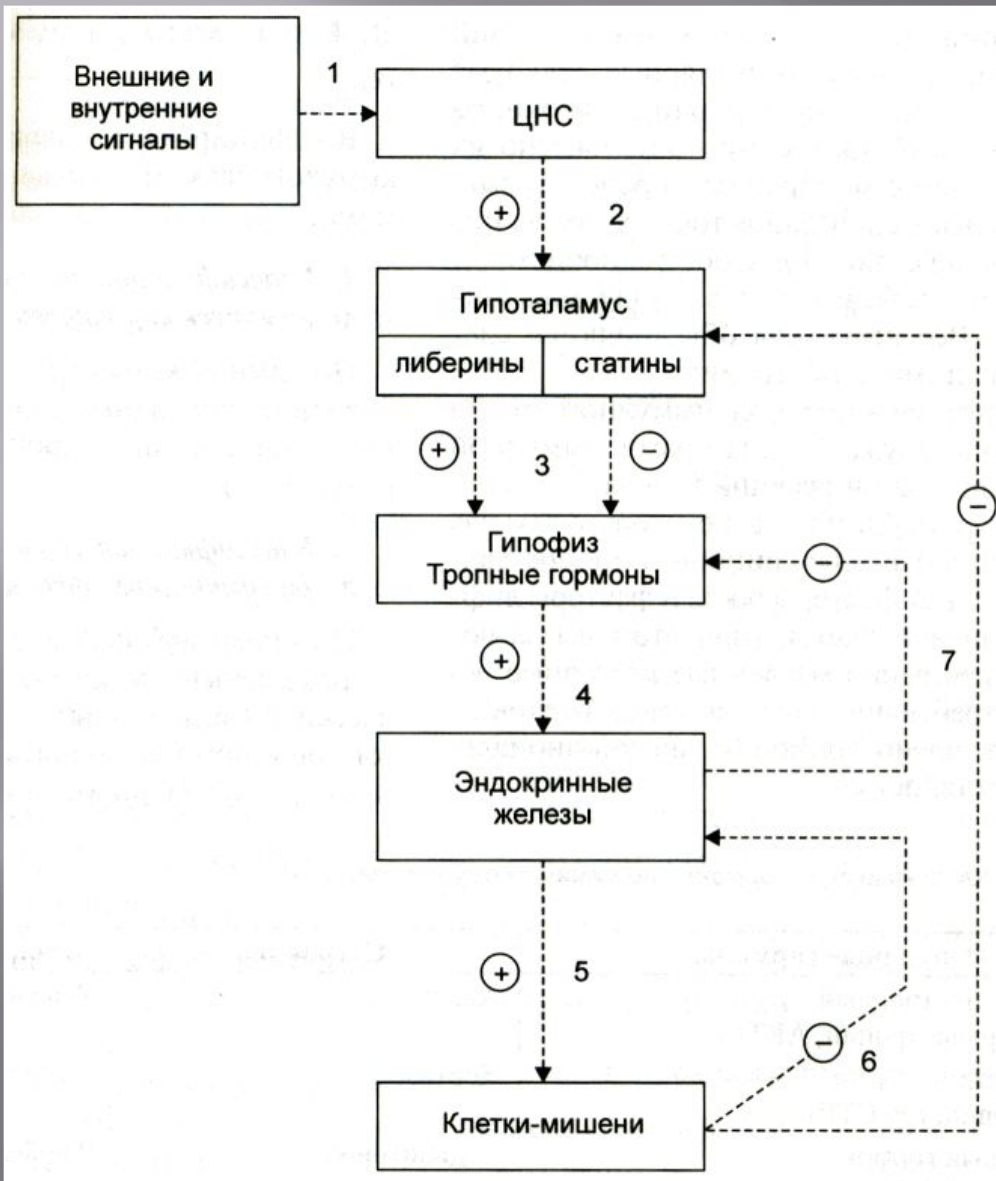 Внешние и
внутренние
сигналы
1
ЦНС
+
2
Гипоталамус
либерины
статины
+
3
−
−
Гипофиз
Тропные гормоны
−
7
+
4
Эндокринные
железы
+
5
−
6
Клетки-мишени